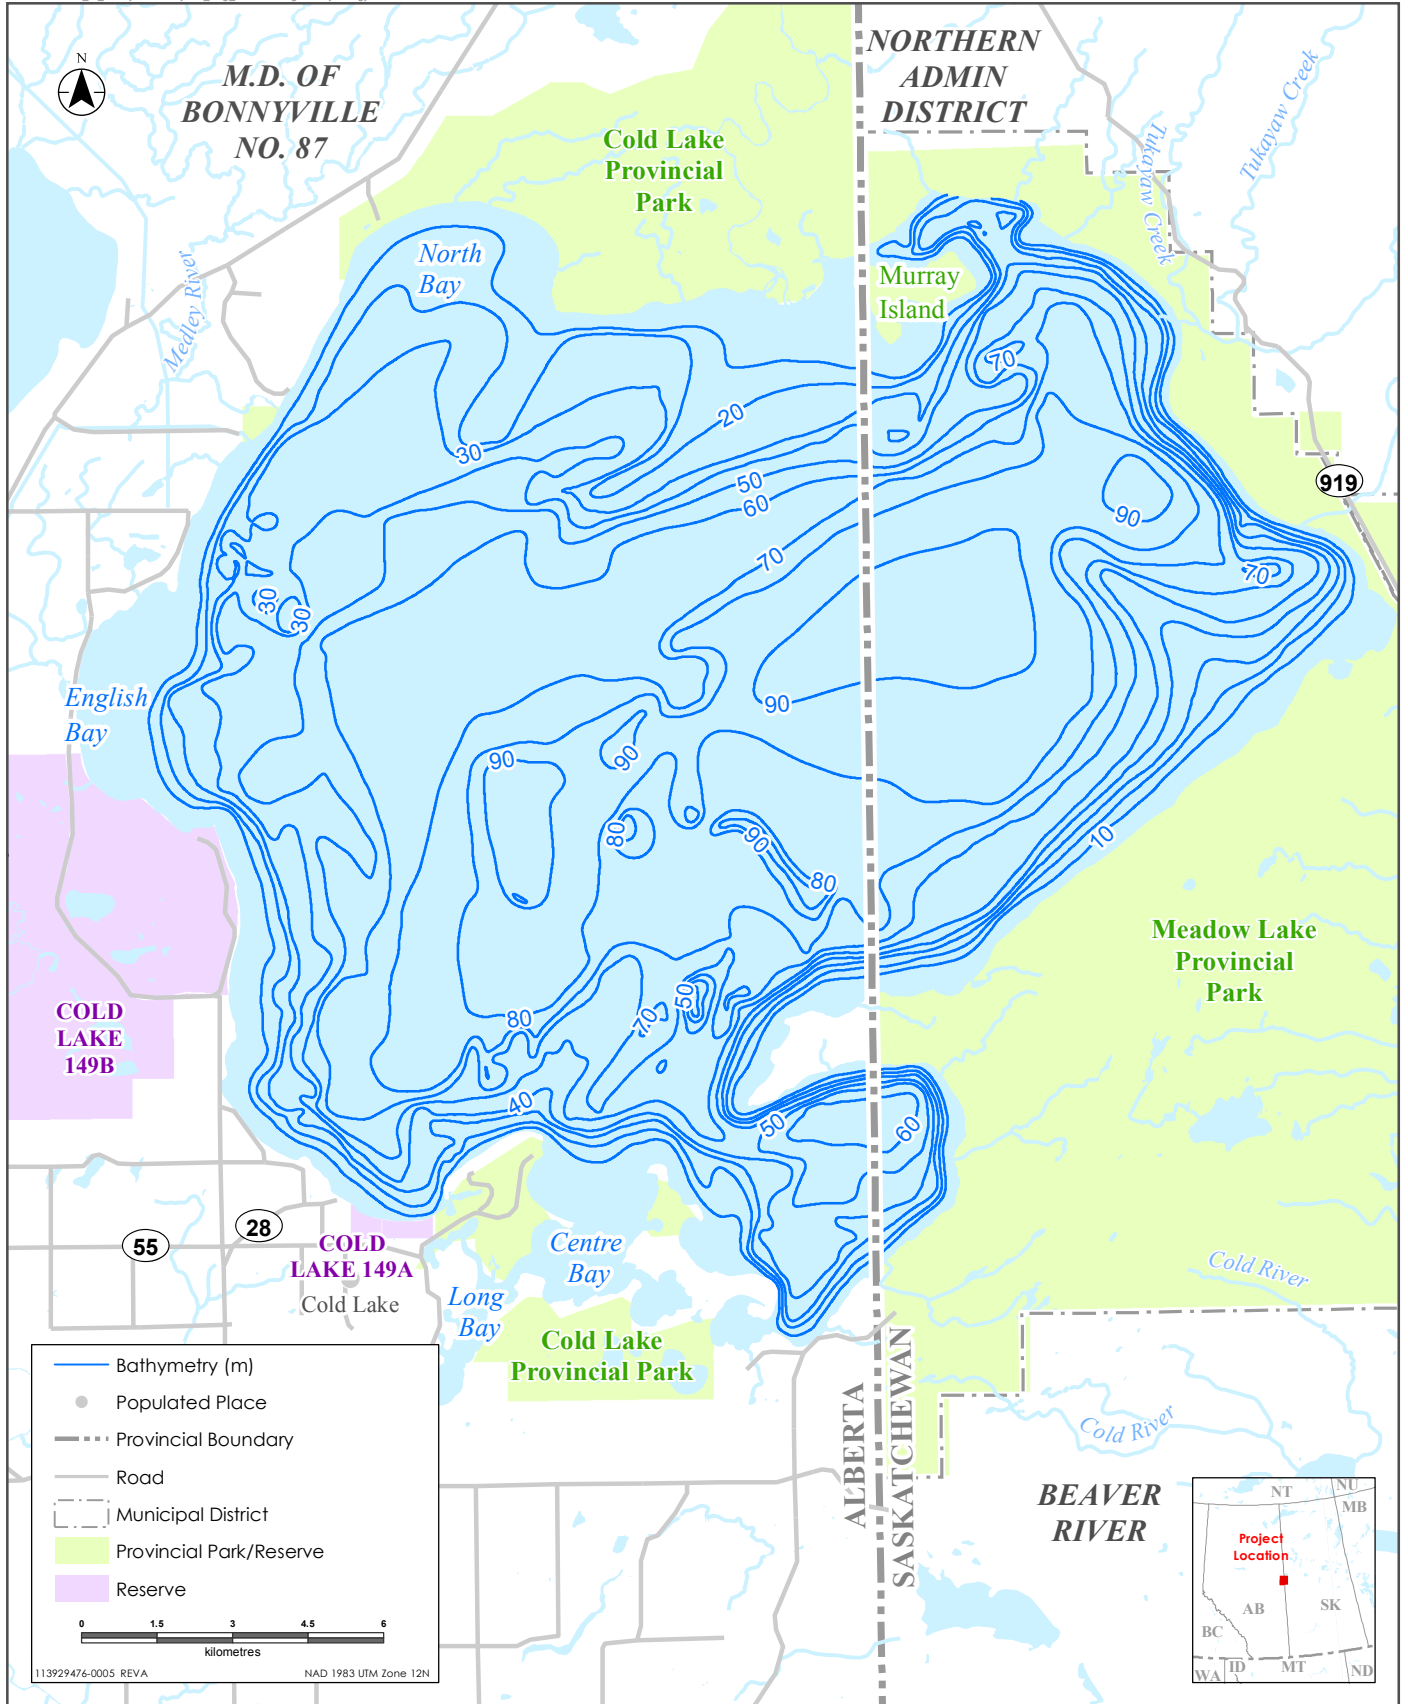 N
M.D. OF
BONNYVILLE
NO. 87
NORTHERN
ADMIN
DISTRICT
Cold Lake
Provincial
Park
Tukayaw Creek
Tukayaw Creek
North
Bay
Murray
Island
Medley River
70
20
30
50
60
919
90
70
70
30
30
English
Bay
90
90
90
80
90
10
80
Meadow Lake
Provincial
Park
50
COLD
LAKE
149B
80
70
40
50
60
55
28
COLD
LAKE 149A
Cold Lake
Centre
Bay
Long
Bay
Cold River
Cold Lake
Provincial Park
ALBERTA
SASKATCHEWAN
Cold River
BEAVER
RIVER
Bathymetry (m)
Populated Place
Provincial Boundary
Road
Municipal District
Provincial Park/Reserve
Reserve
0 1.5 3 4.5 6
kilometres
113929476-0005 REVA NAD 1983 UTM Zone 12N
NT
NU
MB
Project
Location
AB
SK
BC
WA
ID
MT
ND